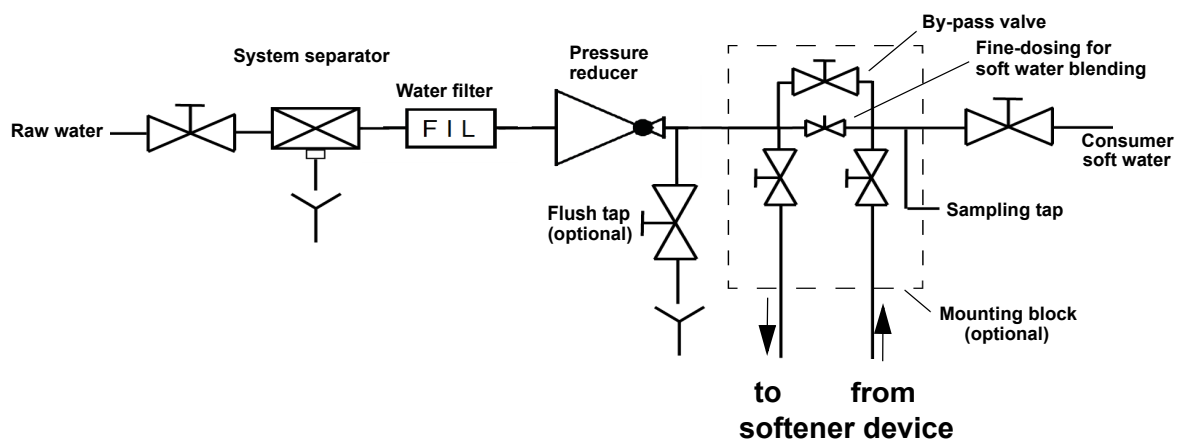 By-pass valve
System separator
Pressure
reducer
Fine-dosing for
soft water blending
Water filter
Raw water
FIL
Consumer
soft water
Flush tap
(optional)
Sampling tap
Mounting block
(optional)
to from
softener device